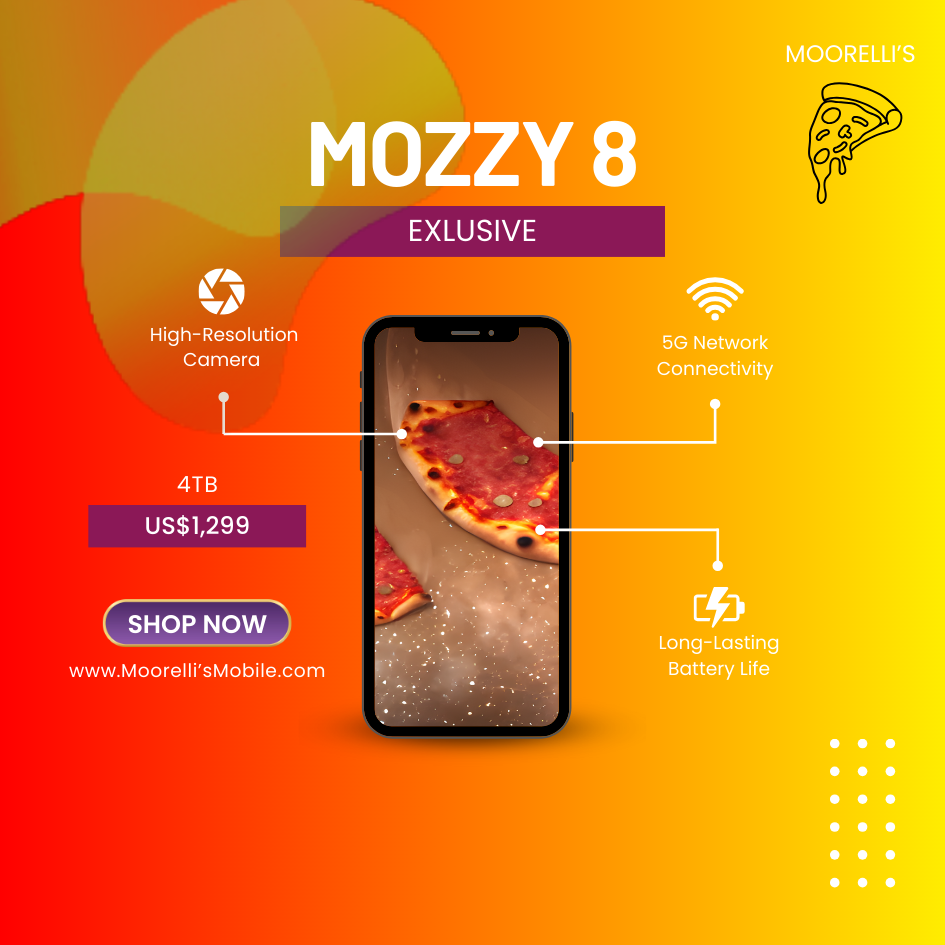 MOORELLI'S
MOZZY 8
EXLUSIVE
High-Resolution
Camera
5G Network
Connectivity
4TB
US$1,299
SHOP NOW
www.Moorelli'sMobile.com
Long-Lasting
Battery Life